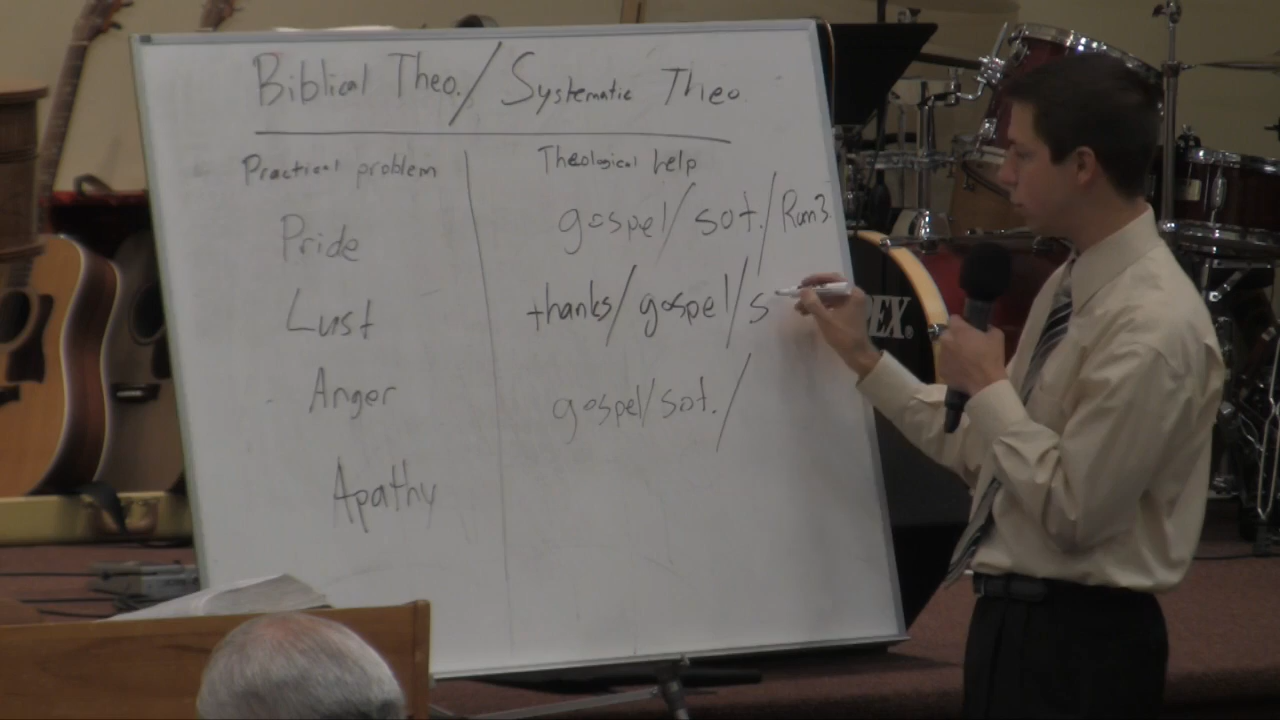 Biblical Theo./Systematic Theo.
Practical problem Theological help
Pride gospel/sot./Rom 3
Lust thanks/gospel/s
Anger gospel/sot./
Apathy
EX.